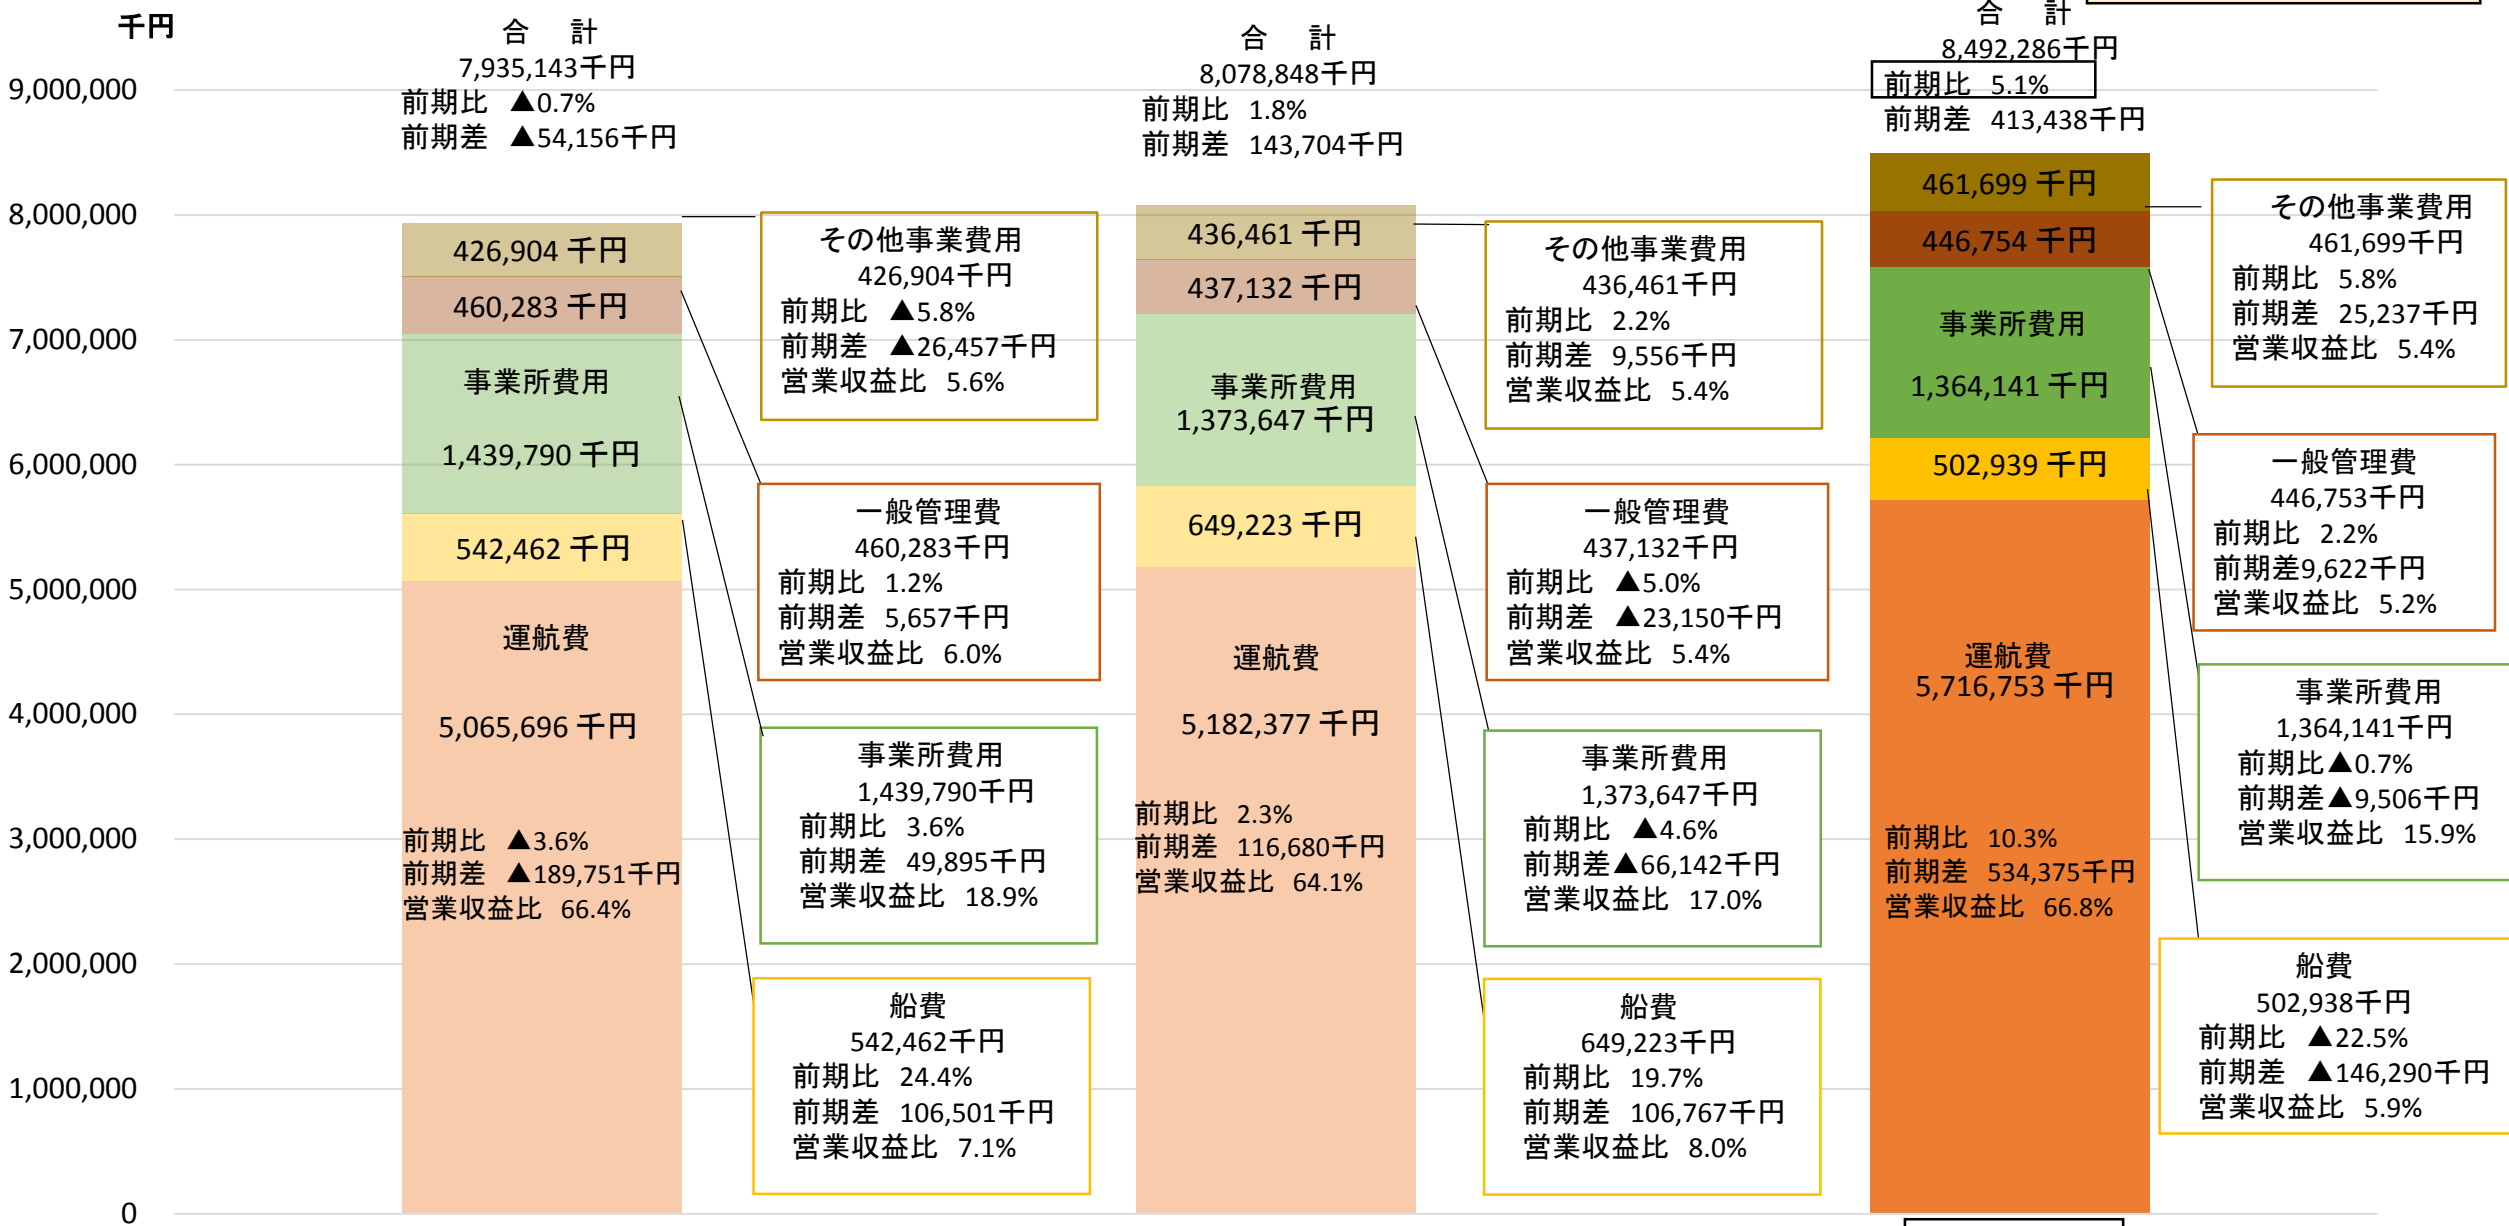 千円
9,000,000
8,000,000
7,000,000
6,000,000
5,000,000
4,000,000
3,000,000
2,000,000
1,000,000
0
合　計
7,935,143千円
前期比 ▲0.7%
前期差 ▲54,156千円
426,904 千円
460,283 千円
事業所費用
1,439,790 千円
542,462 千円
運航費
5,065,696 千円
前期比 ▲3.6%
前期差 ▲189,751千円
営業収益比 66.4%
その他事業費用
426,904千円
前期比 ▲5.8%
前期差 ▲26,457千円
営業収益比 5.6%
一般管理費
460,283千円
前期比 1.2%
前期差 5,657千円
営業収益比 6.0%
事業所費用
1,439,790千円
前期比 3.6%
前期差 49,895千円
営業収益比 18.9%
船費
542,462千円
前期比 24.4%
前期差 106,501千円
営業収益比 7.1%
合　計
8,078,848千円
前期比 1.8%
前期差 143,704千円
436,461 千円
437,132 千円
事業所費用
1,373,647 千円
649,223 千円
運航費
5,182,377 千円
前期比 2.3%
前期差 116,680千円
営業収益比 64.1%
その他事業費用
436,461千円
前期比 2.2%
前期差 9,556千円
営業収益比 5.4%
一般管理費
437,132千円
前期比 ▲5.0%
前期差 ▲23,150千円
営業収益比 5.4%
事業所費用
1,373,647千円
前期比 ▲4.6%
前期差▲66,142千円
営業収益比 17.0%
船費
649,223千円
前期比 19.7%
前期差 106,767千円
営業収益比 8.0%
合　計
8,492,286千円
前期比 5.1%
前期差 413,438千円
461,699 千円
446,754 千円
事業所費用
1,364,141 千円
502,939 千円
運航費
5,716,753 千円
前期比 10.3%
前期差 534,375千円
営業収益比 66.8%
その他事業費用
461,699千円
前期比 5.8%
前期差 25,237千円
営業収益比 5.4%
一般管理費
446,753千円
前期比 2.2%
前期差9,622千円
営業収益比 5.2%
事業所費用
1,364,141千円
前期比▲0.7%
前期差▲9,506千円
営業収益比 15.9%
船費
502,938千円
前期比 ▲22.5%
前期差 ▲146,290千円
営業収益比 5.9%